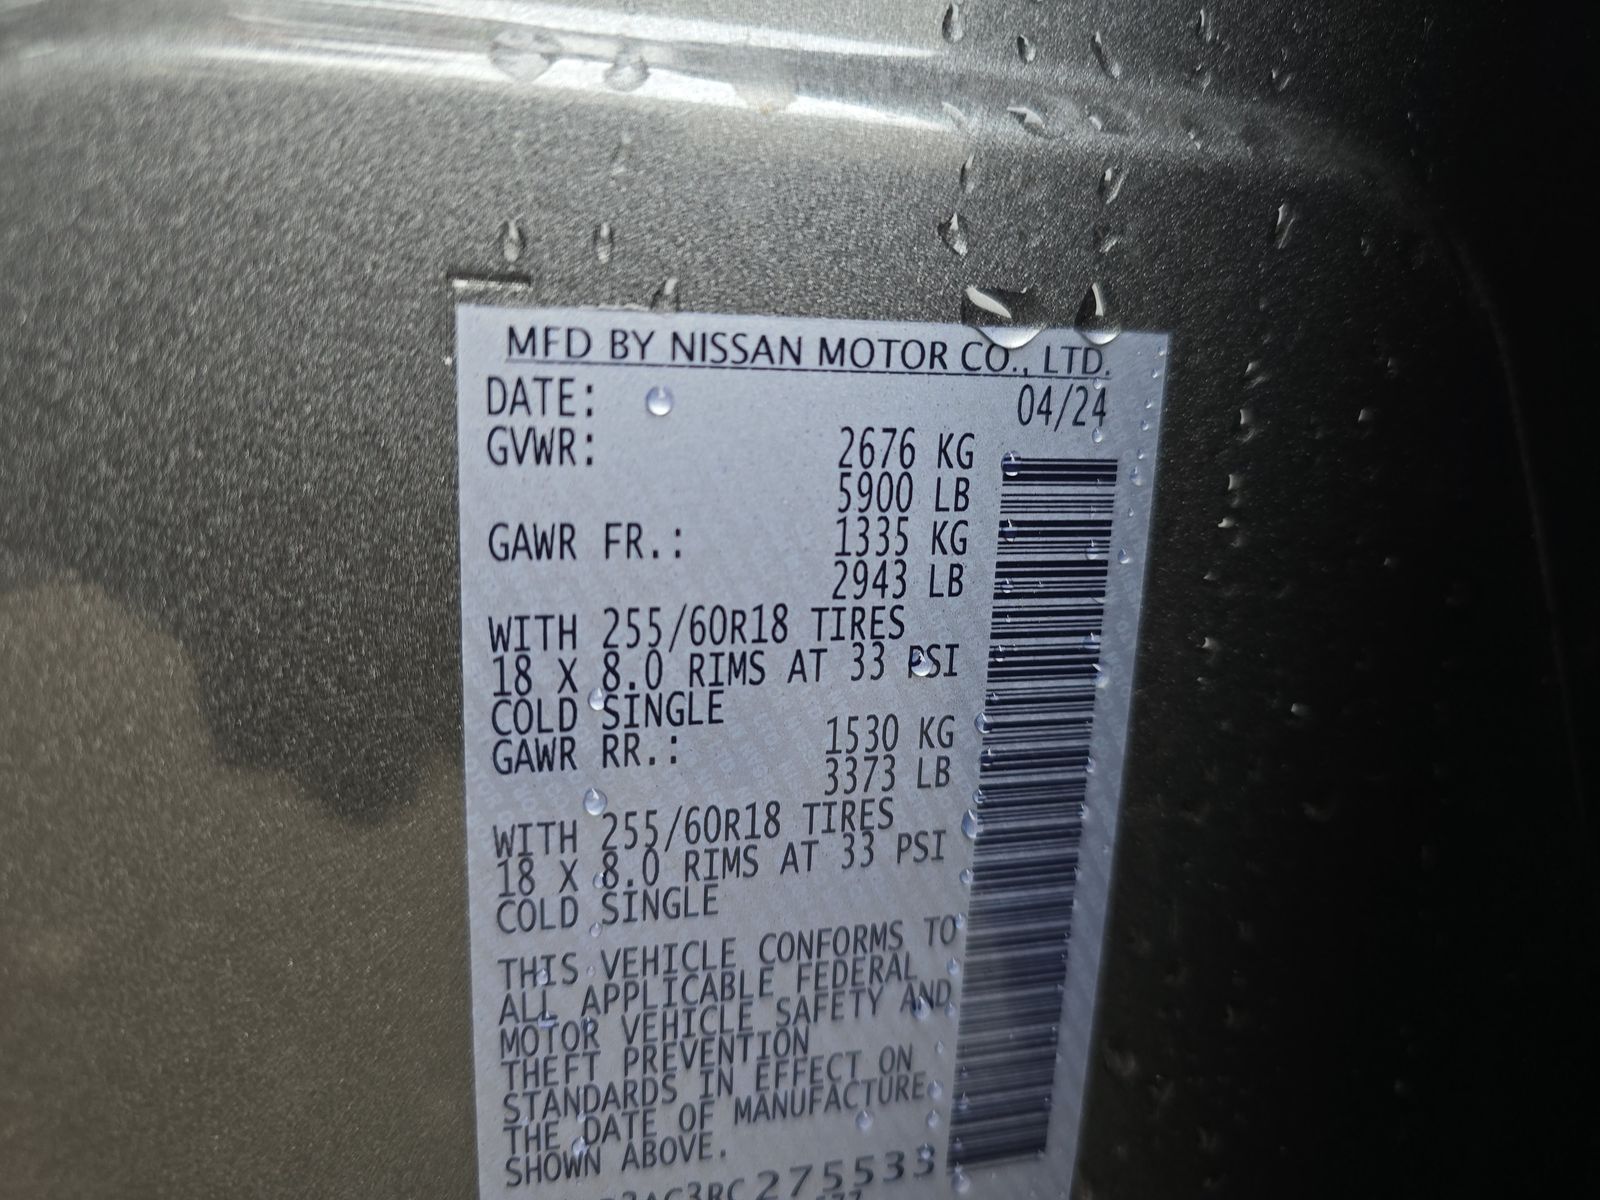 MFD BY NISSAN MOTOR CO., LTD.
DATE: 04/24
GVWR: 2676 KG
5900 LB
GAWR FR.: 1335 KG
2943 LB
WITH 255/60R18 TIRES
18 X 8.0 RIMS AT 33 PSI
COLD SINGLE
GAWR RR.: 1530 KG
3373 LB
WITH 255/60R18 TIRES
18 X 8.0 RIMS AT 33 PSI
COLD SINGLE
THIS VEHICLE CONFORMS TO
ALL APPLICABLE FEDERAL
MOTOR VEHICLE SAFETY AND
THEFT PREVENTION
STANDARDS IN EFFECT ON
THE DATE OF MANUFACTURE
SHOWN ABOVE.